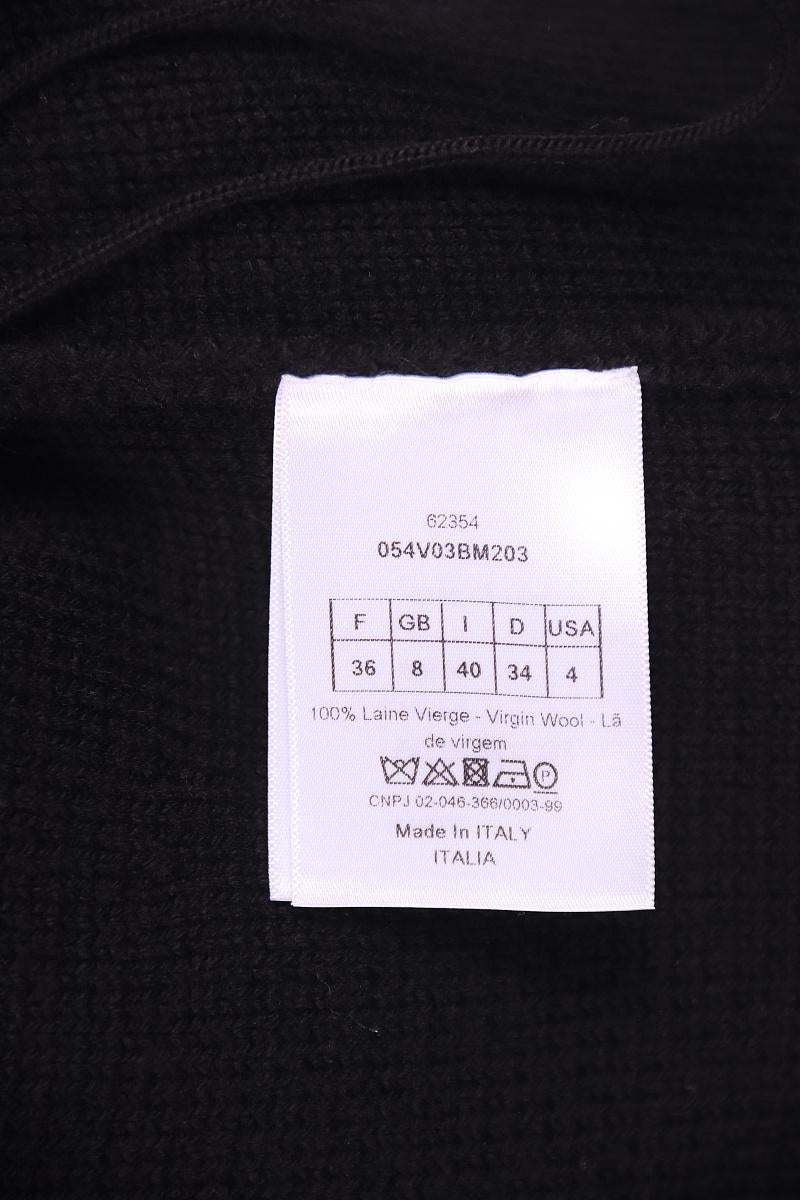 62354
054V03BM203
F GB I D USA
36 8 40 34 4
100% Laine Vierge - Virgin Wool - Lã
de virgem
P
CNPJ 02-046-366/0003-99
Made In ITALY
ITALIA